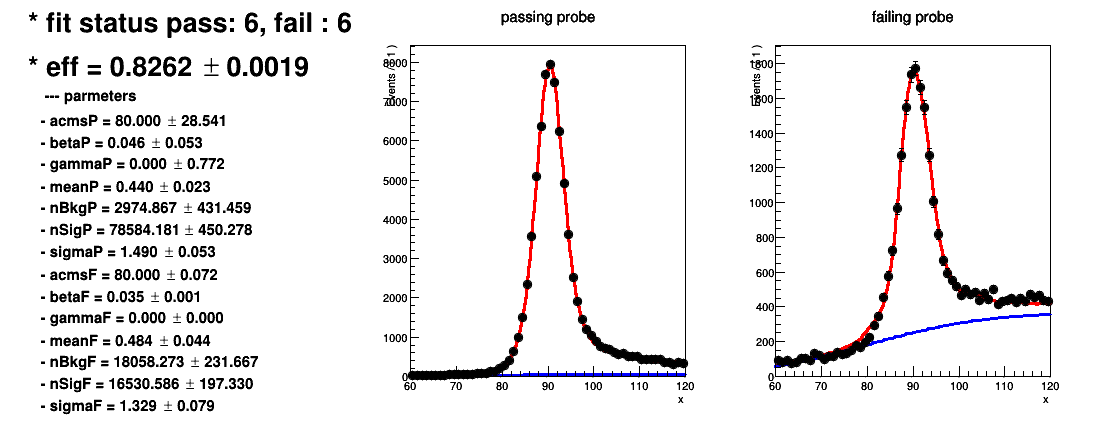 * fit status pass: 6, fail : 6
* eff = 0.8262 ± 0.0019
--- parmeters
- acmsP = 80.000 ± 28.541
- betaP = 0.046 ± 0.053
- gammaP = 0.000 ± 0.772
- meanP = 0.440 ± 0.023
- nBkgP = 2974.867 ± 431.459
- nSigP = 78584.181 ± 450.278
- sigmaP = 1.490 ± 0.053
- acmsF = 80.000 ± 0.072
- betaF = 0.035 ± 0.001
- gammaF = 0.000 ± 0.000
- meanF = 0.484 ± 0.044
- nBkgF = 18058.273 ± 231.667
- nSigF = 16530.586 ± 197.330
- sigmaF = 1.329 ± 0.079
passing probe
Events / ( 1 )
8000
7000
6000
5000
4000
3000
2000
1000
0
60 70 80 90 100 110 120
x
failing probe
Events / ( 1 )
1800
1600
1400
1200
1000
800
600
400
200
0
60 70 80 90 100 110 120
x